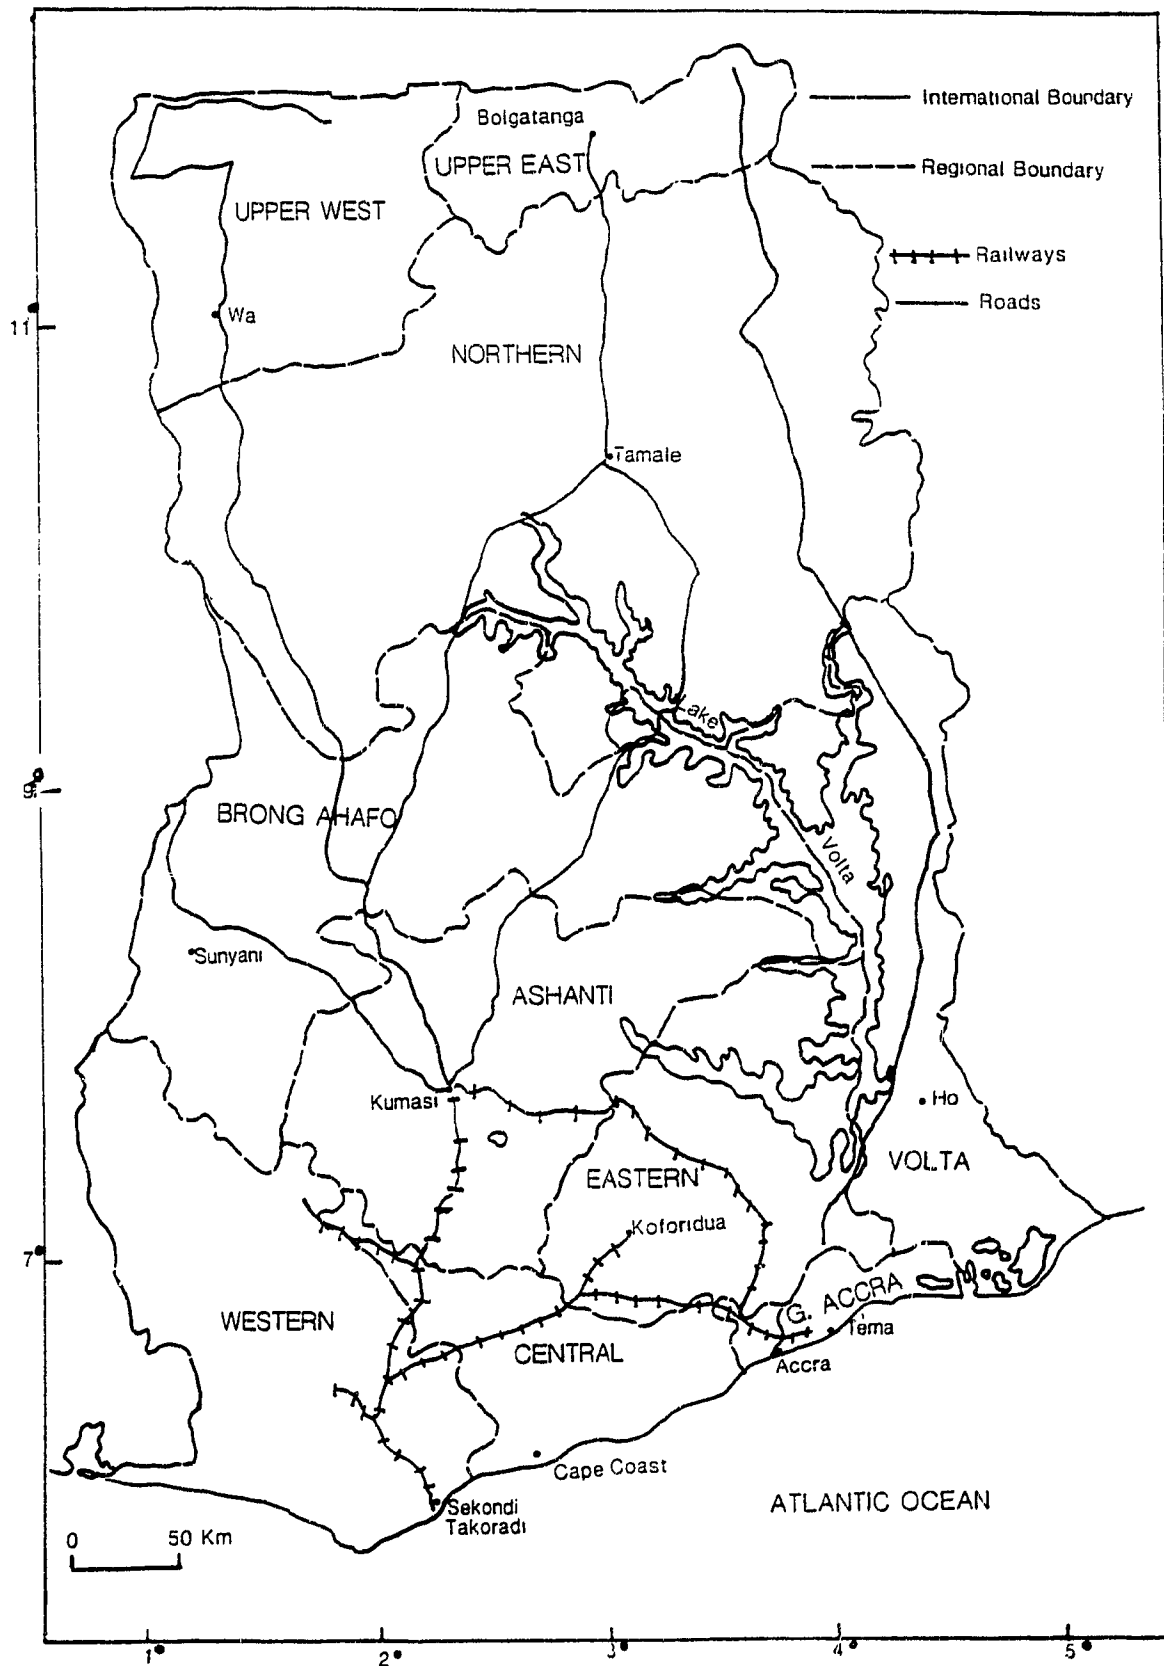 International Boundary
Bolgatanga
UPPER EAST
Regional Boundary
UPPER WEST
Railways
Roads
Wa
11°
NORTHERN
Tamale
Lake
9°
BRONG AHAFO
Volta
Sunyani
ASHANTI
Kumasi
Ho
VOLTA
EASTERN
Koforidua
7°
WESTERN
G. ACCRA
Tema
CENTRAL
Accra
Cape Coast
ATLANTIC OCEAN
Sekondi
Takoradi
0 50 Km
1° 2° 3° 4° 5°